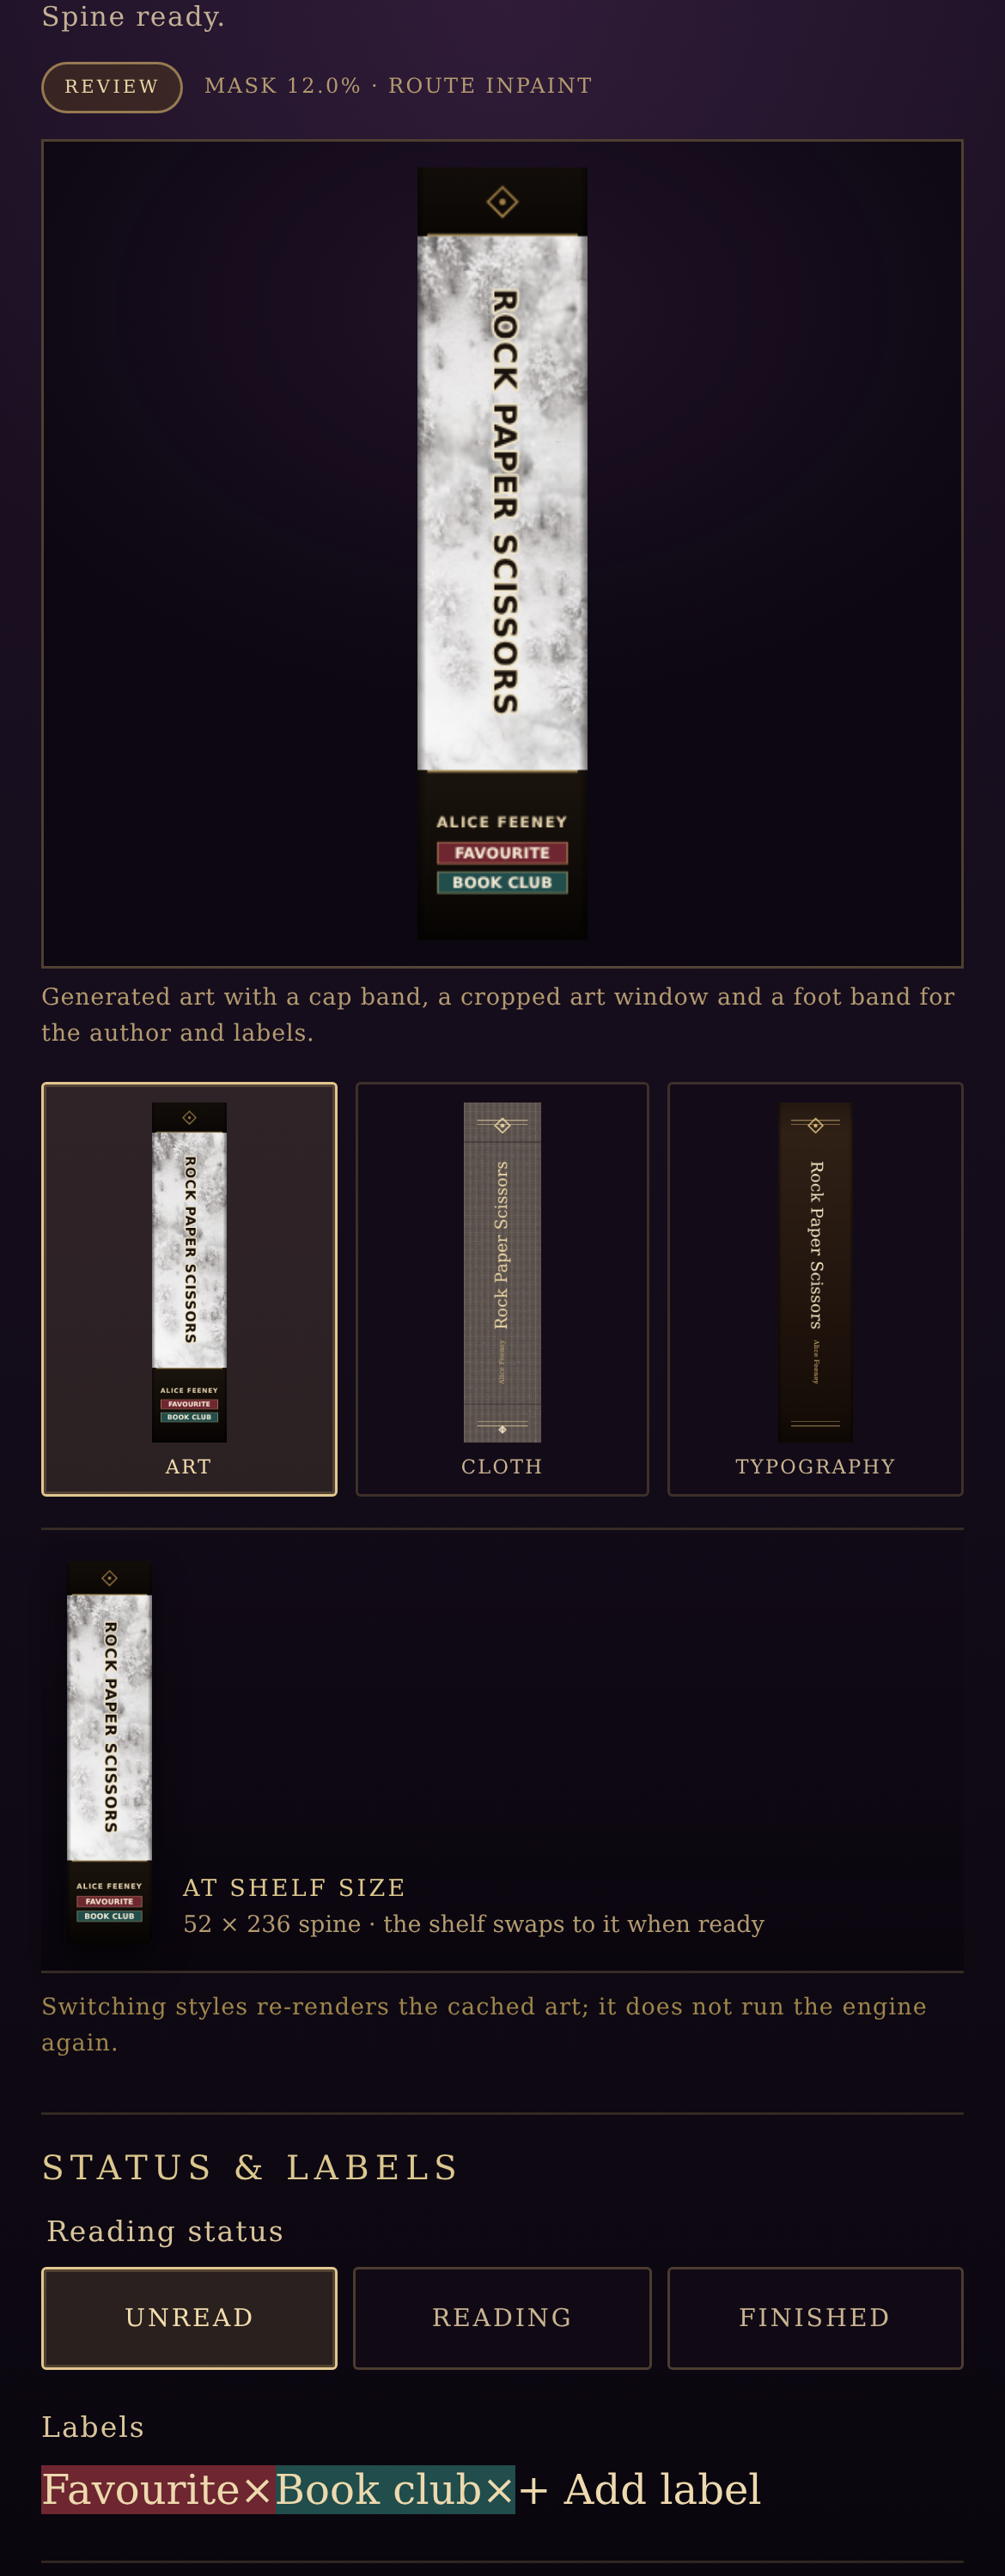 Spine ready.
REVIEW
MASK 12.0% · ROUTE INPAINT
ROCK PAPER SCISSORS
ALICE FEENEY
FAVOURITE
BOOK CLUB
Generated art with a cap band, a cropped art window and a foot band for
the author and labels.
ROCK PAPER SCISSORS
ALICE FEENEY
FAVOURITE
BOOK CLUB
ART
Rock Paper Scissors
Alice Feeney
CLOTH
Rock Paper Scissors
Alice Feeney
TYPOGRAPHY
ROCK PAPER SCISSORS
ALICE FEENEY
FAVOURITE
BOOK CLUB
AT SHELF SIZE
52 × 236 spine · the shelf swaps to it when ready
Switching styles re-renders the cached art; it does not run the engine
again.
STATUS & LABELS
Reading status
UNREAD
READING
FINISHED
Labels
Favourite×Book club×+ Add label